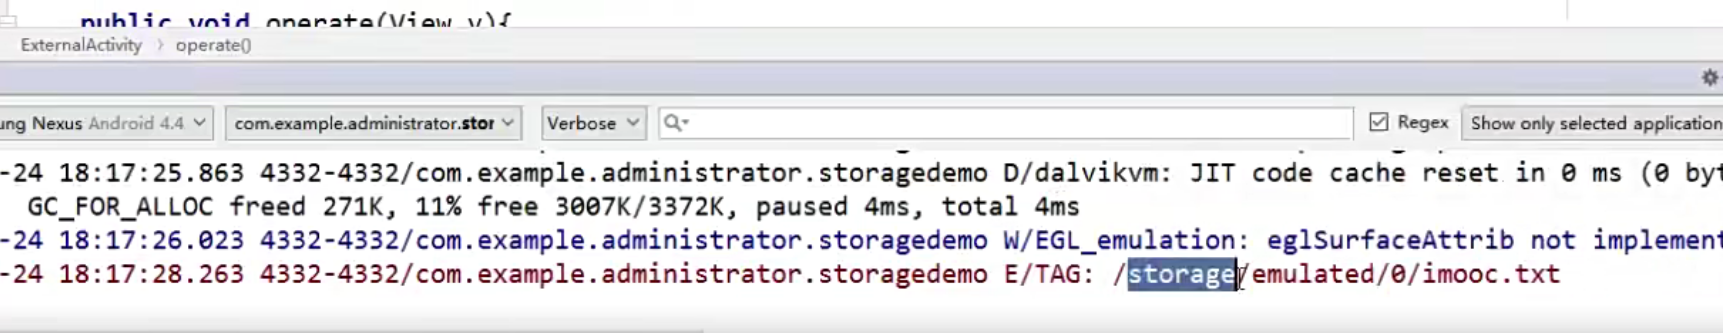 public void operate(View v){
ExternalActivity > operate()
ung Nexus Android 4.4 com.example.administrator.stor Verbose Regex Show only selected application
-24 18:17:25.863 4332-4332/com.example.administrator.storagedemo D/dalvikvm: JIT code cache reset in 0 ms (0 byt
GC_FOR_ALLOC freed 271K, 11% free 3007K/3372K, paused 4ms, total 4ms
-24 18:17:26.023 4332-4332/com.example.administrator.storagedemo W/EGL_emulation: eglSurfaceAttrib not implement
-24 18:17:28.263 4332-4332/com.example.administrator.storagedemo E/TAG: /storage/emulated/0/imooc.txt